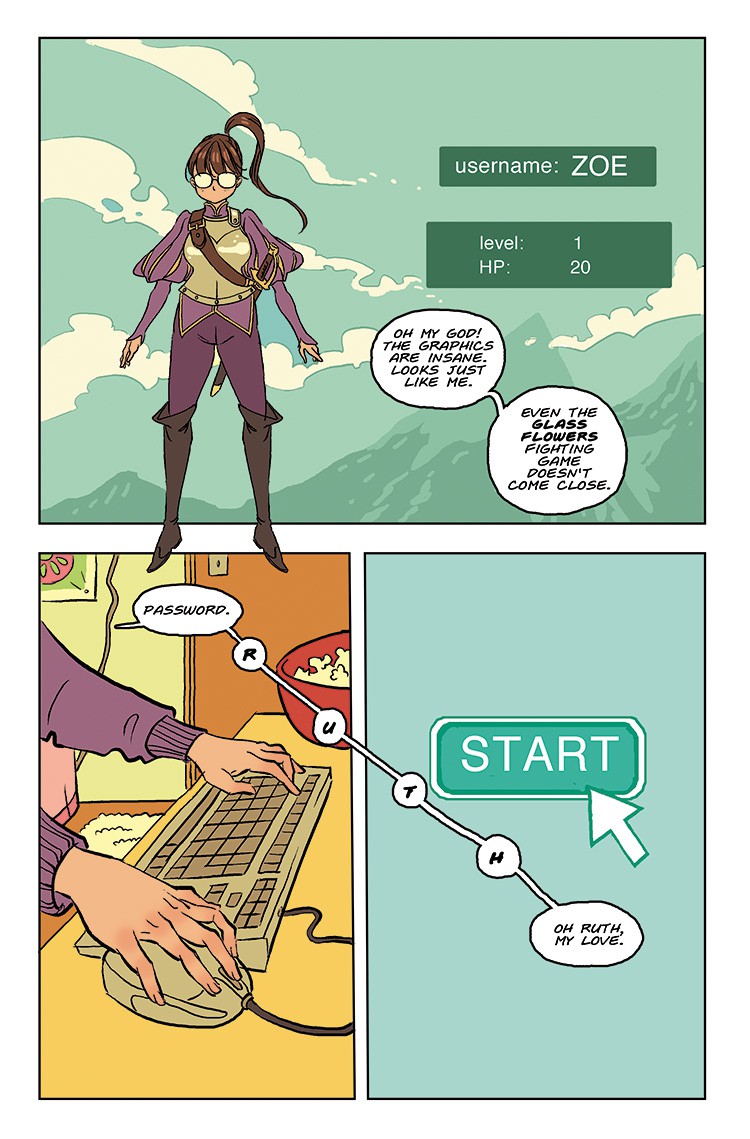 username: ZOE
level: 1
HP: 20
OH MY GOD!
THE GRAPHICS
ARE INSANE.
LOOKS JUST
LIKE ME.
EVEN THE
GLASS
FLOWERS
FIGHTING
GAME
DOESN'T
COME CLOSE.
PASSWORD.
R
U
T
H
START
OH RUTH,
MY LOVE.